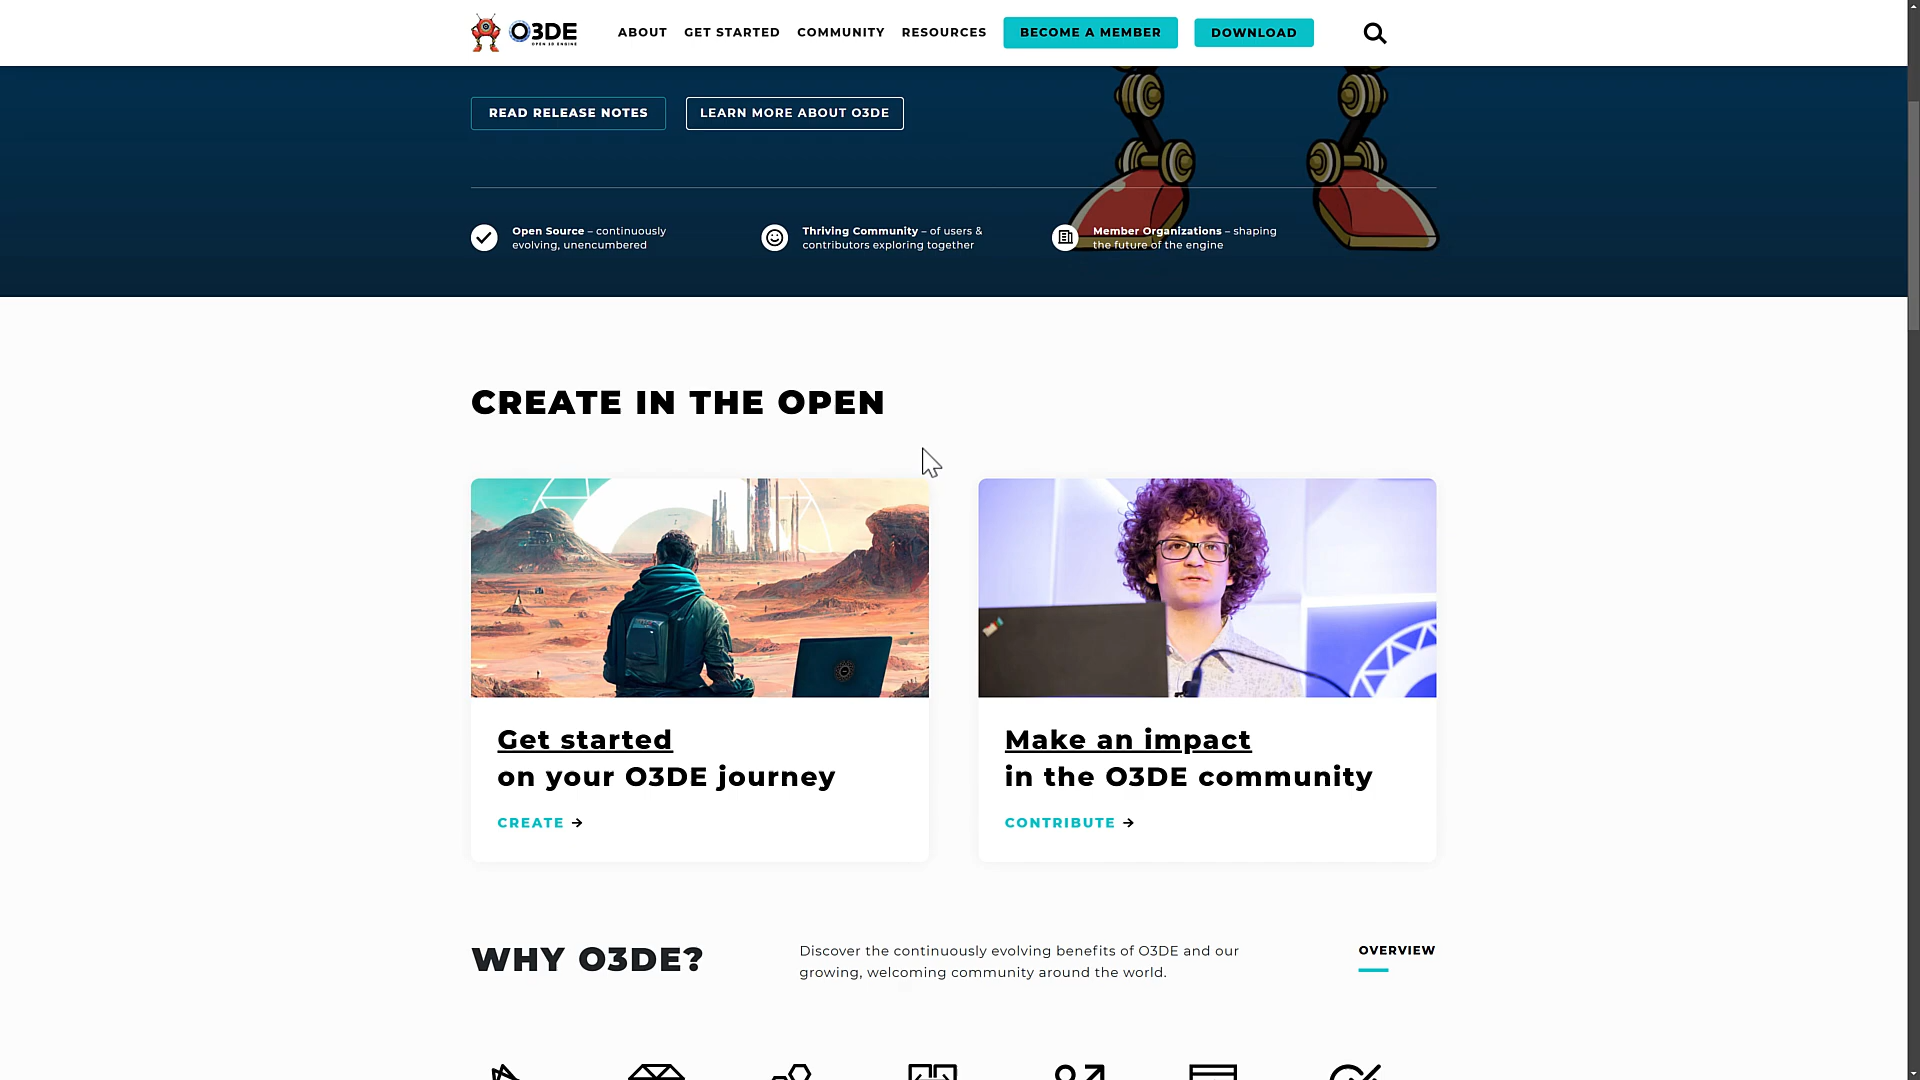 O3DE
OPEN 3D ENGINE
ABOUT
GET STARTED
COMMUNITY
RESOURCES
BECOME A MEMBER
DOWNLOAD
READ RELEASE NOTES
LEARN MORE ABOUT O3DE
Open Source – continuously
evolving, unencumbered
Thriving Community – of users &
contributors exploring together
Member Organizations – shaping
the future of the engine
CREATE IN THE OPEN
Get started
on your O3DE journey
CREATE →
Make an impact
in the O3DE community
CONTRIBUTE →
WHY O3DE?
Discover the continuously evolving benefits of O3DE and our
growing, welcoming community around the world.
OVERVIEW